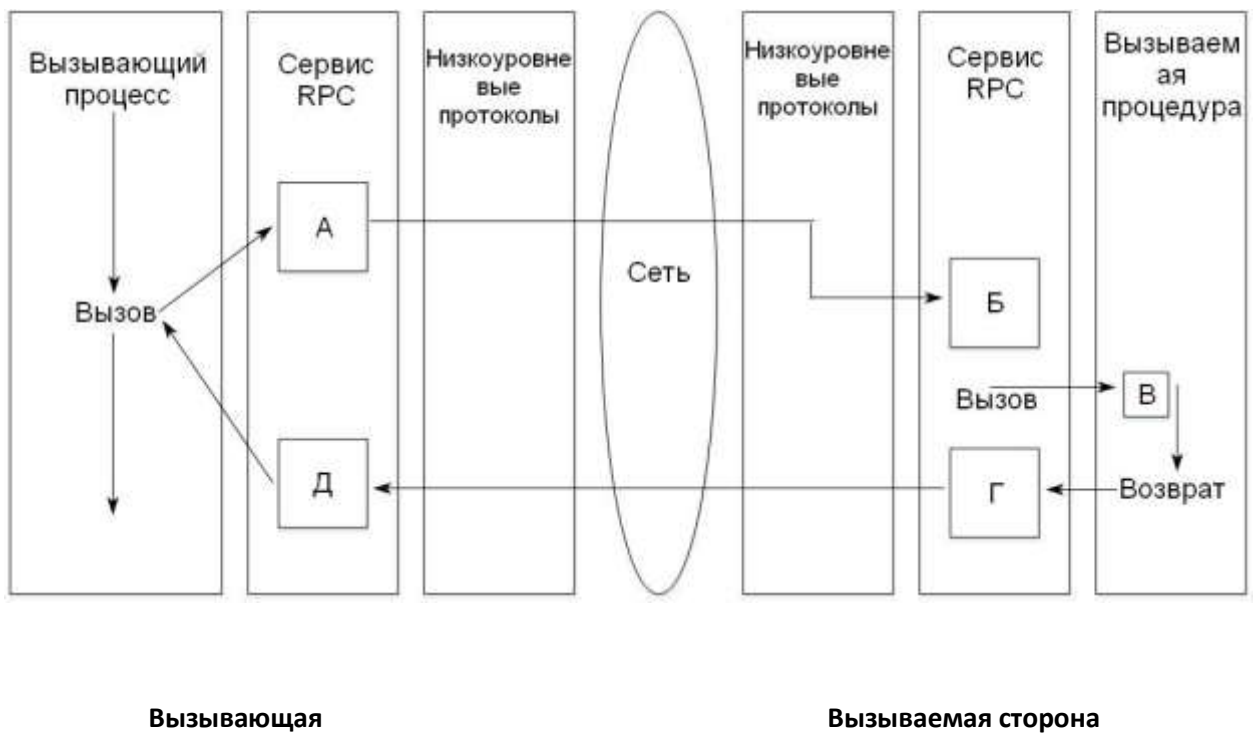 Вызывающий
процесс
Сервис
RPC
Низкоуровне
вые
протоколы
Низкоуровне
вые
протоколы
Сервис
RPC
Вызываем
ая
процедура
А
Сеть
Вызов
Б
Вызов
В
Д
Г
Возврат
Вызывающая
Вызываемая сторона